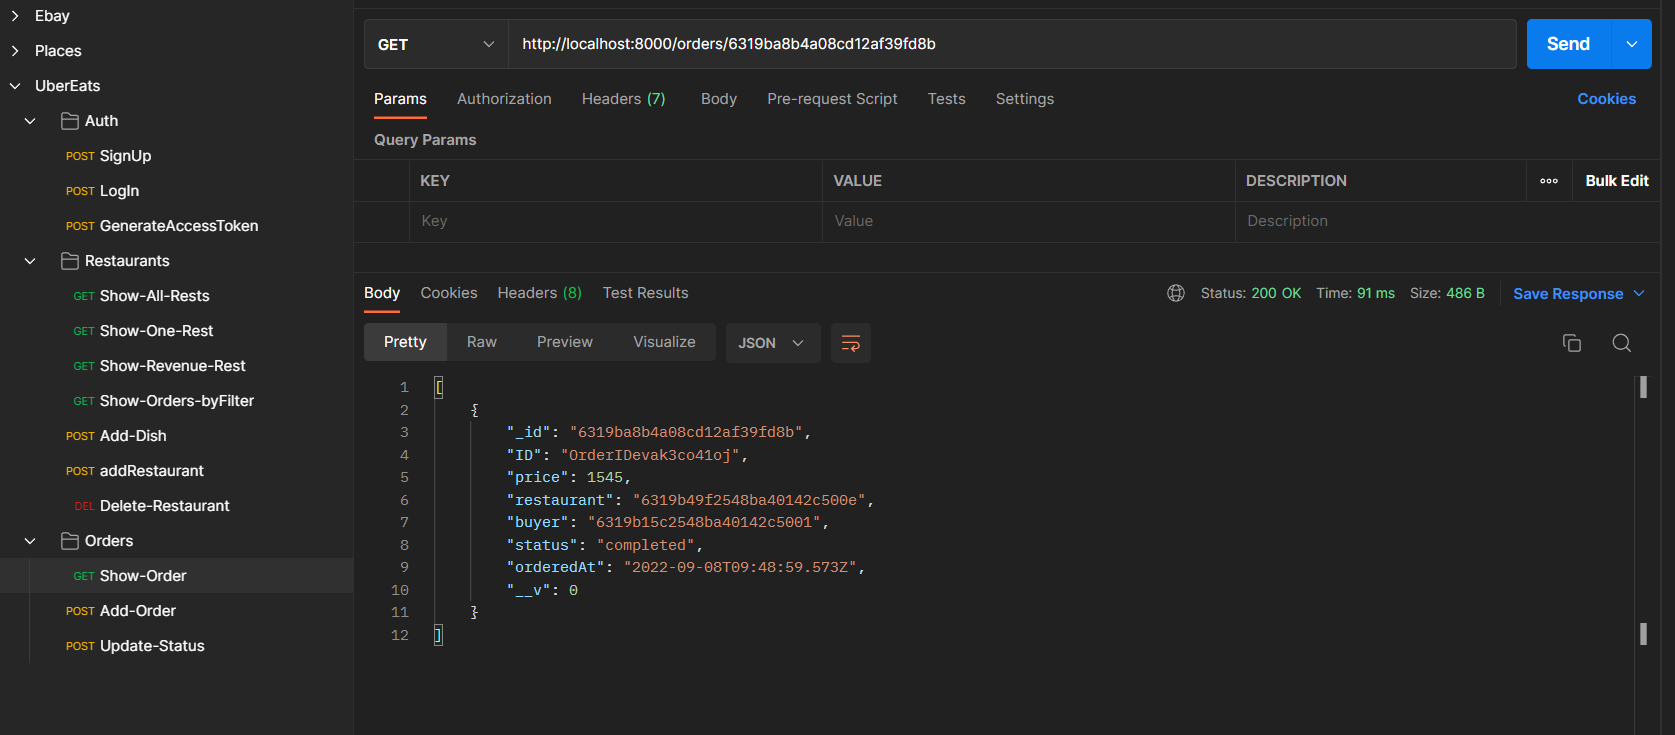 Ebay
Places
UberEats
Auth
POST SignUp
POST LogIn
POST GenerateAccessToken
Restaurants
GET Show-All-Rests
GET Show-One-Rest
GET Show-Revenue-Rest
GET Show-Orders-byFilter
POST Add-Dish
POST addRestaurant
DEL Delete-Restaurant
Orders
GET Show-Order
POST Add-Order
POST Update-Status
GET http://localhost:8000/orders/6319ba8b4a08cd12af39fd8b Send
Params Authorization Headers (7) Body Pre-request Script Tests Settings Cookies
Query Params
KEY VALUE DESCRIPTION Bulk Edit
Key Value Description
Body Cookies Headers (8) Test Results Status: 200 OK Time: 91 ms Size: 486 B Save Response
Pretty Raw Preview Visualize JSON
1 [
2 {
3 "_id": "6319ba8b4a08cd12af39fd8b",
4 "ID": "OrderIDevak3co41oj",
5 "price": 1545,
6 "restaurant": "6319b49f2548ba40142c500e",
7 "buyer": "6319b15c2548ba40142c5001",
8 "status": "completed",
9 "orderedAt": "2022-09-08T09:48:59.573Z",
10 "__v": 0
11 }
12 ]